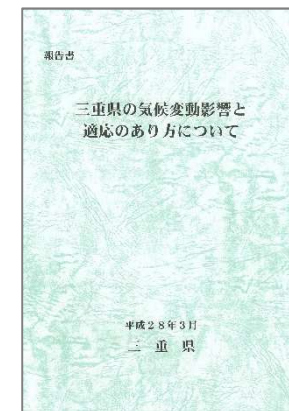 報告書
三重県の気候変動影響と
適応のあり方について
平成28年3月
三重県